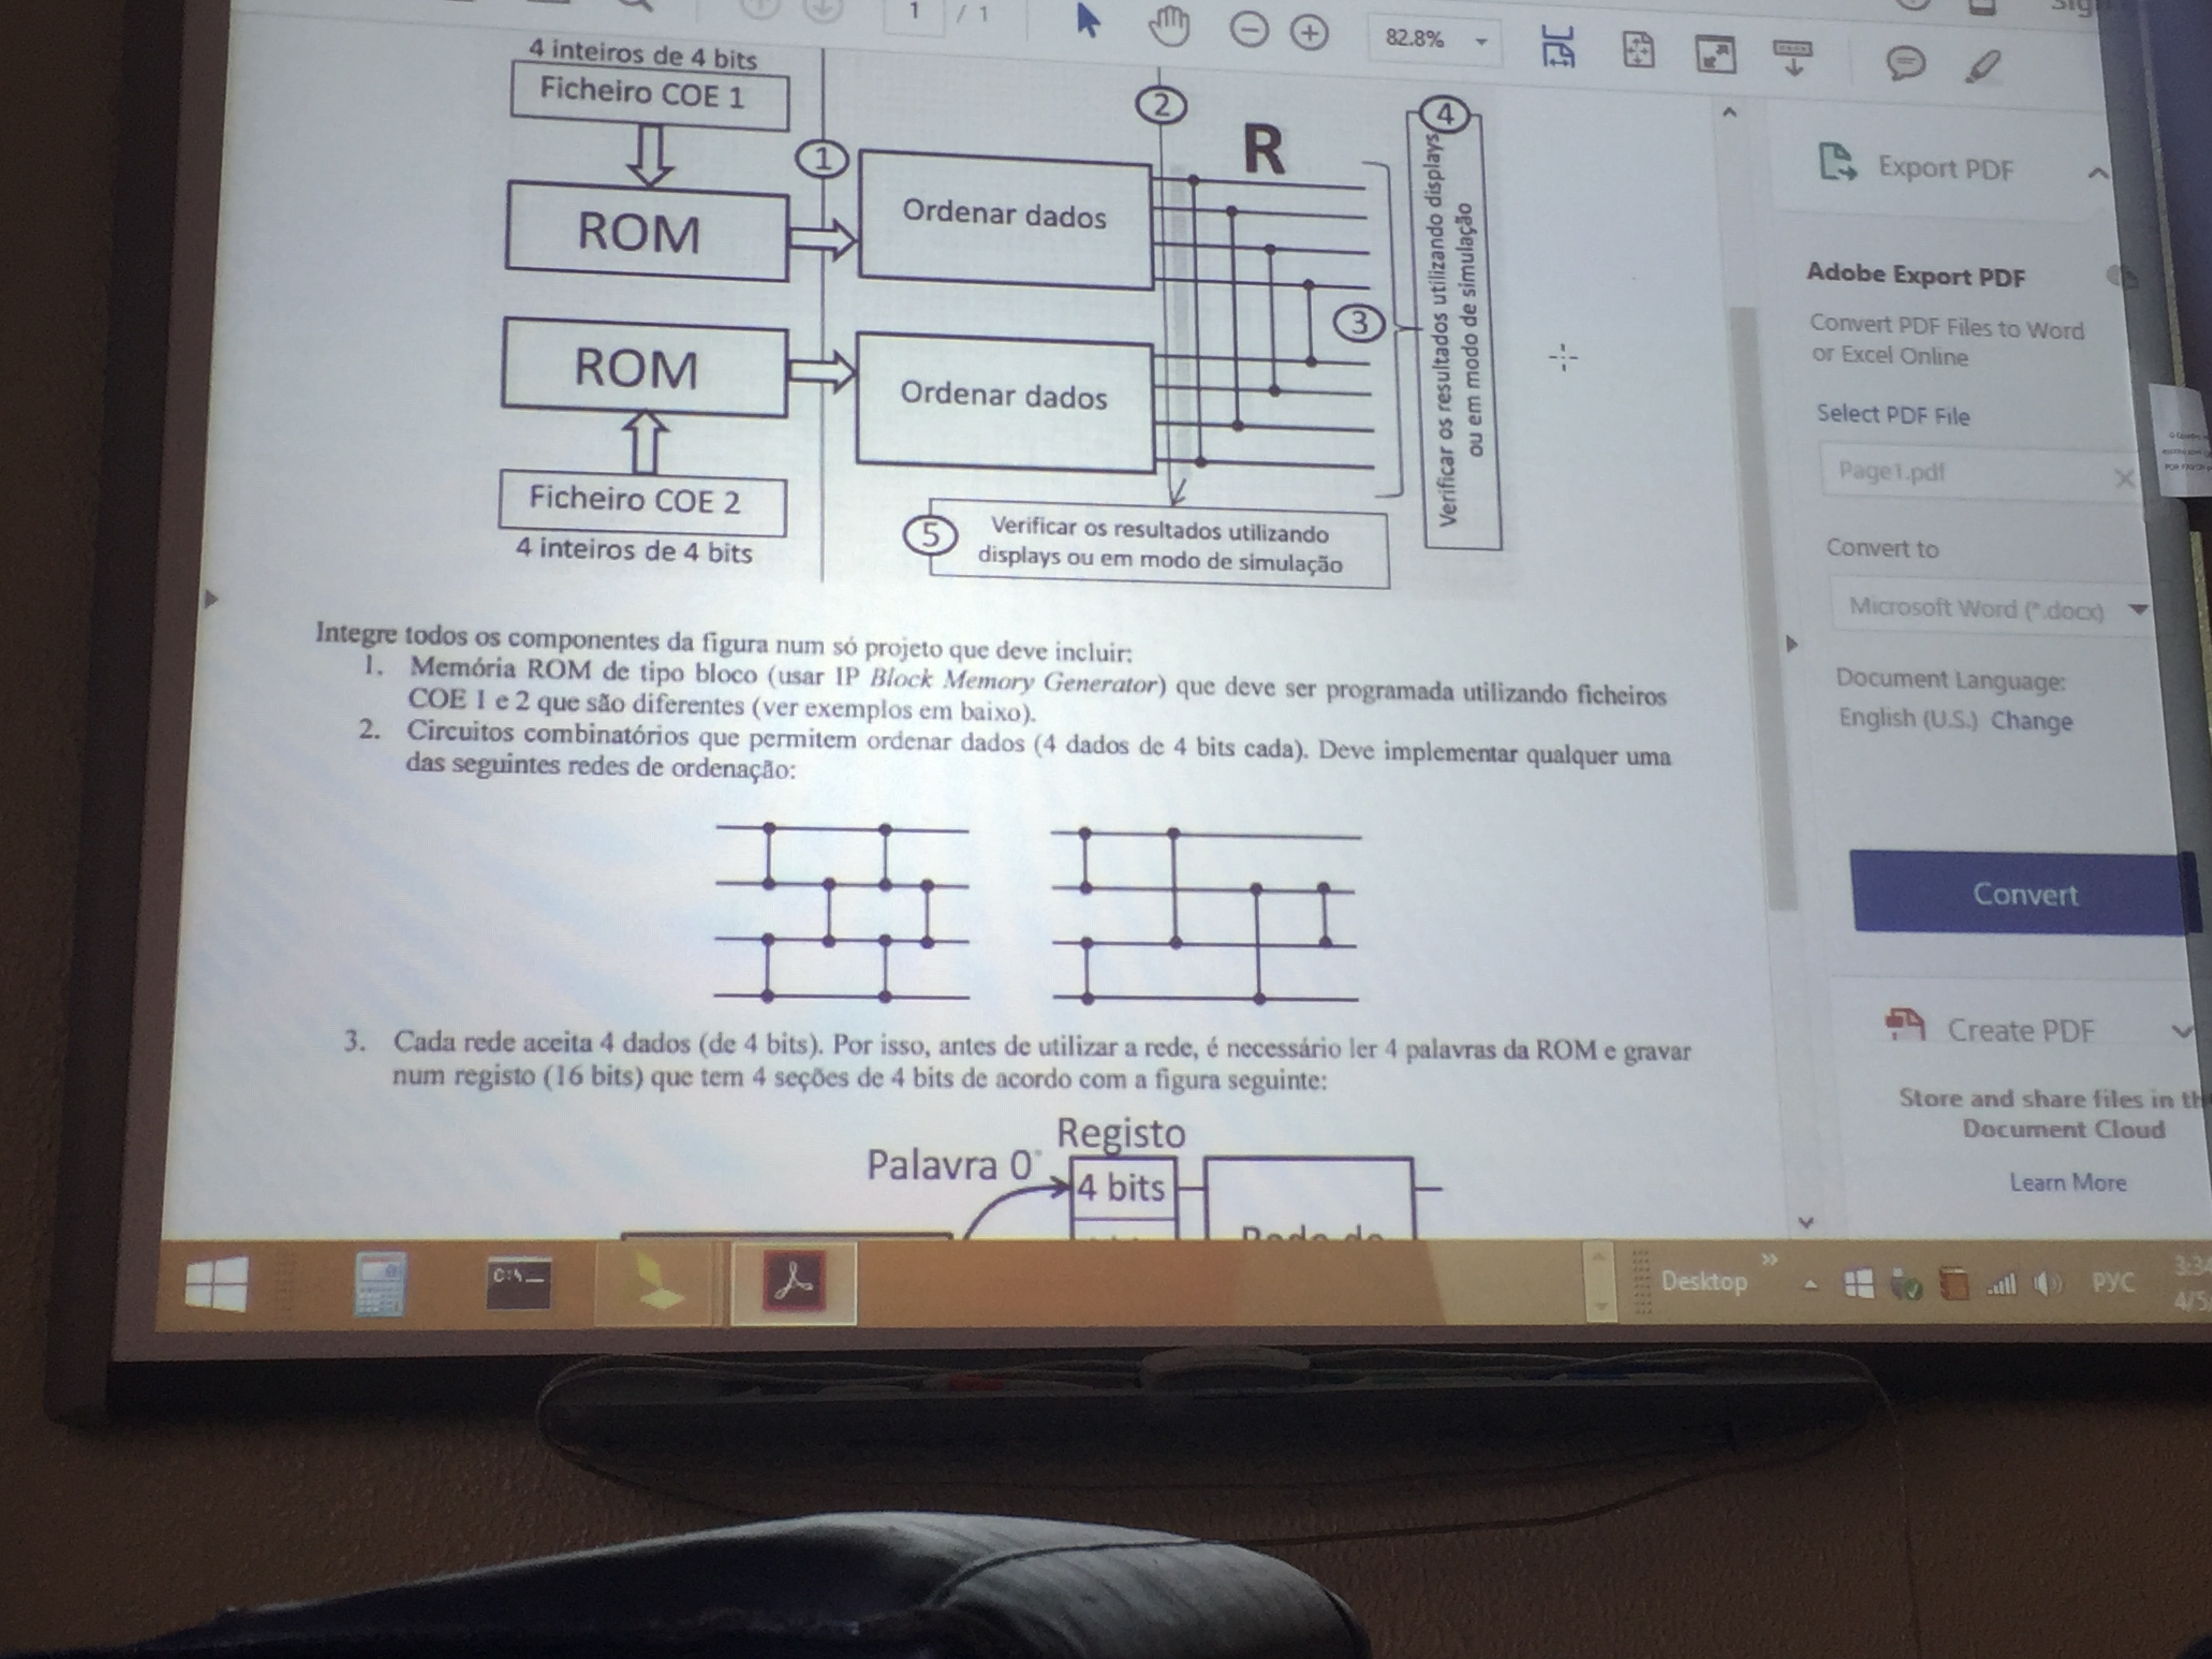 1 / 1
82.8%
4 inteiros de 4 bits
Ficheiro COE 1
ROM
1
Ordenar dados
2
R
4
Verificar os resultados utilizando displays
ou em modo de simulação
3
ROM
Ordenar dados
Ficheiro COE 2
4 inteiros de 4 bits
5
Verificar os resultados utilizando
displays ou em modo de simulação
Integre todos os componentes da figura num só projeto que deve incluir:
1. Memória ROM de tipo bloco (usar IP Block Memory Generator) que deve ser programada utilizando ficheiros
COE 1 e 2 que são diferentes (ver exemplos em baixo).
2. Circuitos combinatórios que permitem ordenar dados (4 dados de 4 bits cada). Deve implementar qualquer uma
das seguintes redes de ordenação:
3. Cada rede aceita 4 dados (de 4 bits). Por isso, antes de utilizar a rede, é necessário ler 4 palavras da ROM e gravar
num registo (16 bits) que tem 4 seções de 4 bits de acordo com a figura seguinte:
Registo
Palavra 0
4 bits
Export PDF
Adobe Export PDF
Convert PDF Files to Word
or Excel Online
Select PDF File
Page1.pdf
Convert to
Microsoft Word (*.docx)
Document Language:
English (U.S.) Change
Convert
Create PDF
Store and share files in
Document Cloud
Learn More
C:\_
Desktop
РУС